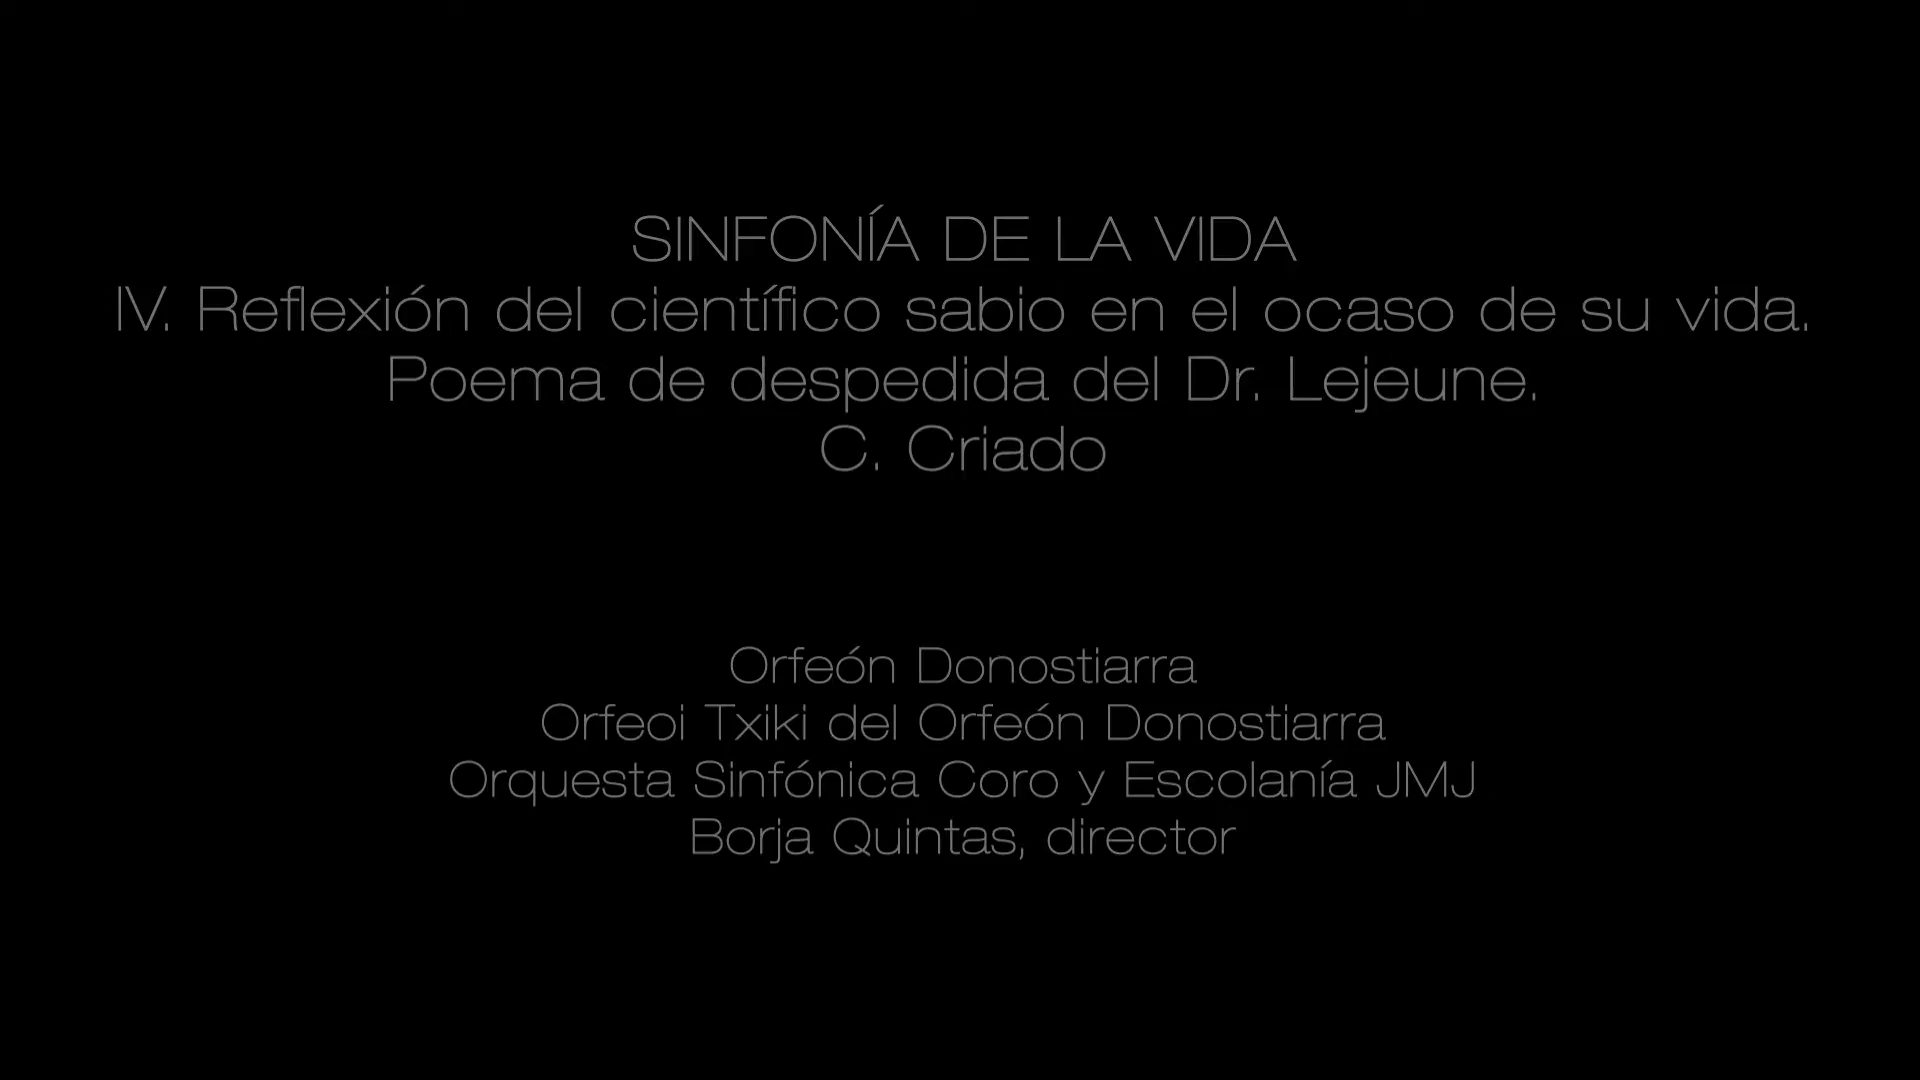 SINFONÍA DE LA VIDA
IV. Reflexión del científico sabio en el ocaso de su vida.
Poema de despedida del Dr. Lejeune.
C. Criado
Orfeón Donostiarra
Orfeoi Txiki del Orfeón Donostiarra
Orquesta Sinfónica Coro y Escolanía JMJ
Borja Quintas, director